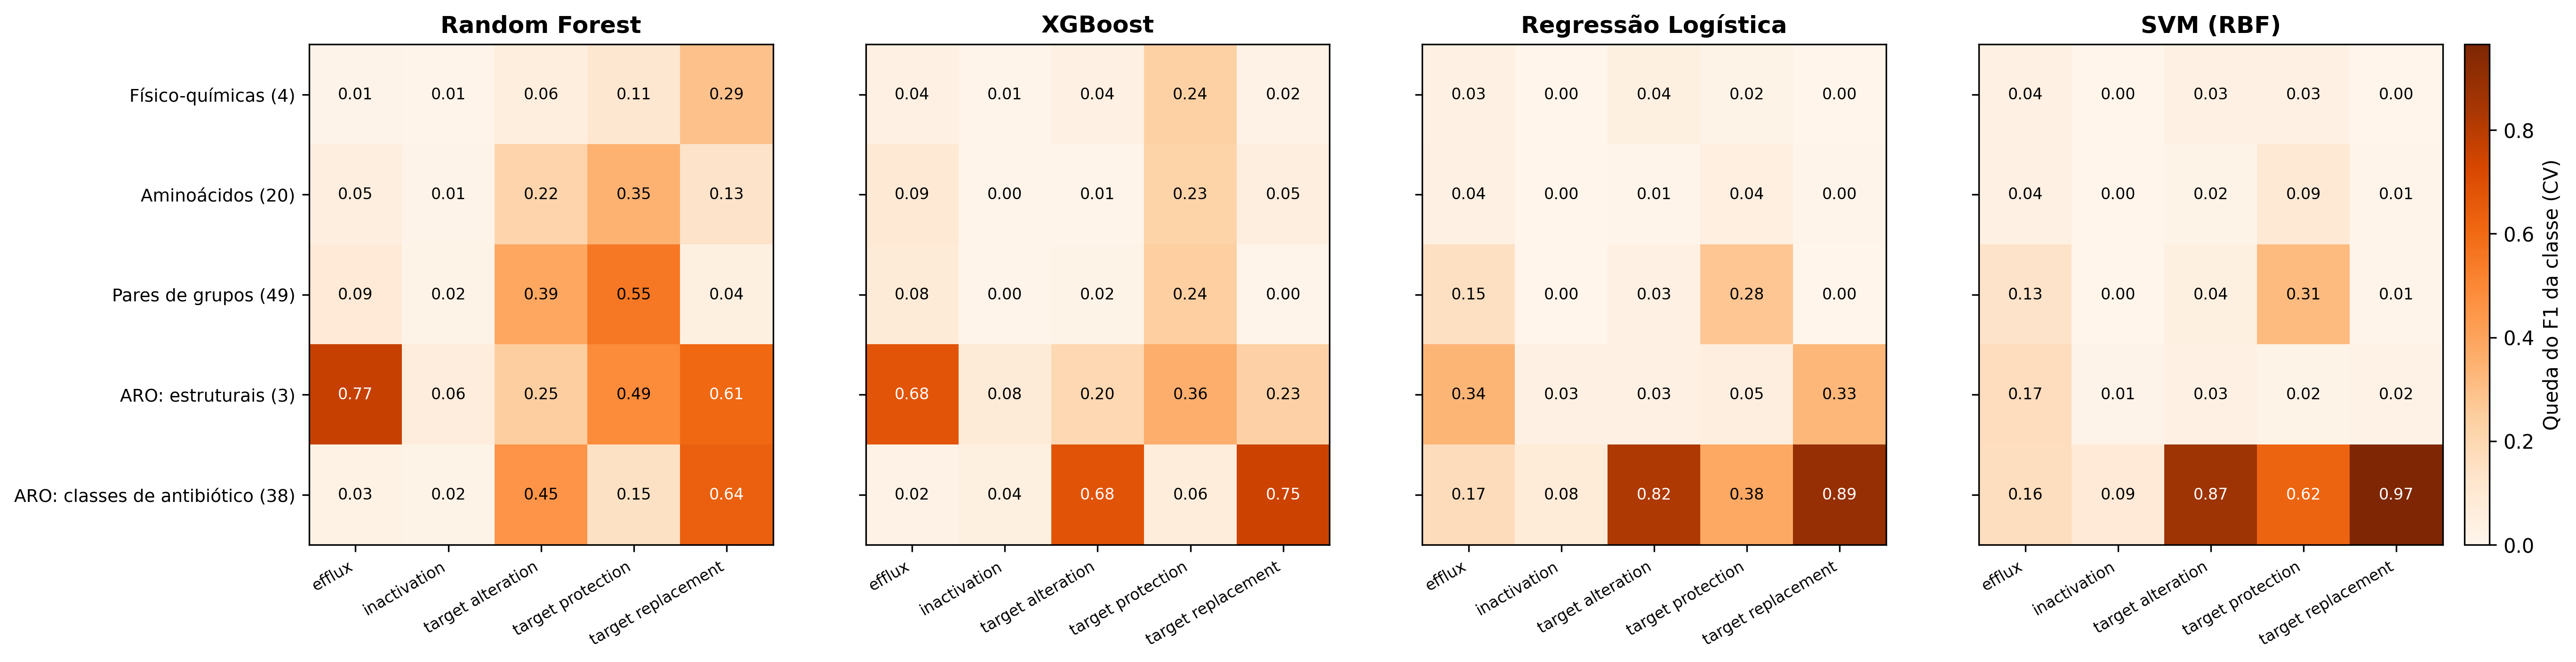 Random Forest
XGBoost
Regressão Logística
SVM (RBF)
Físico-químicas (4)
0.01 0.01 0.06 0.11 0.29
0.04 0.01 0.04 0.24 0.02
0.03 0.00 0.04 0.02 0.00
0.04 0.00 0.03 0.03 0.00
Aminoácidos (20)
0.05 0.01 0.22 0.35 0.13
0.09 0.00 0.01 0.23 0.05
0.04 0.00 0.01 0.04 0.00
0.04 0.00 0.02 0.09 0.01
Pares de grupos (49)
0.09 0.02 0.39 0.55 0.04
0.08 0.00 0.02 0.24 0.00
0.15 0.00 0.03 0.28 0.00
0.13 0.00 0.04 0.31 0.01
ARO: estruturais (3)
0.77 0.06 0.25 0.49 0.61
0.68 0.08 0.20 0.36 0.23
0.34 0.03 0.03 0.05 0.33
0.17 0.01 0.03 0.02 0.02
ARO: classes de antibiótico (38)
0.03 0.02 0.45 0.15 0.64
0.02 0.04 0.68 0.06 0.75
0.17 0.08 0.82 0.38 0.89
0.16 0.09 0.87 0.62 0.97
efflux
inactivation
target alteration
target protection
target replacement
efflux
inactivation
target alteration
target protection
target replacement
efflux
inactivation
target alteration
target protection
target replacement
efflux
inactivation
target alteration
target protection
target replacement
0.8
0.6
0.4
0.2
0.0
Queda do F1 da classe (CV)